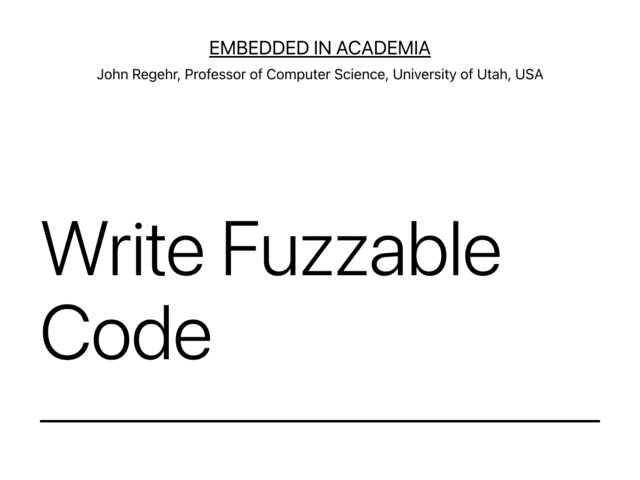 EMBEDDED IN ACADEMIA
John Regehr, Professor of Computer Science, University of Utah, USA
Write Fuzzable
Code